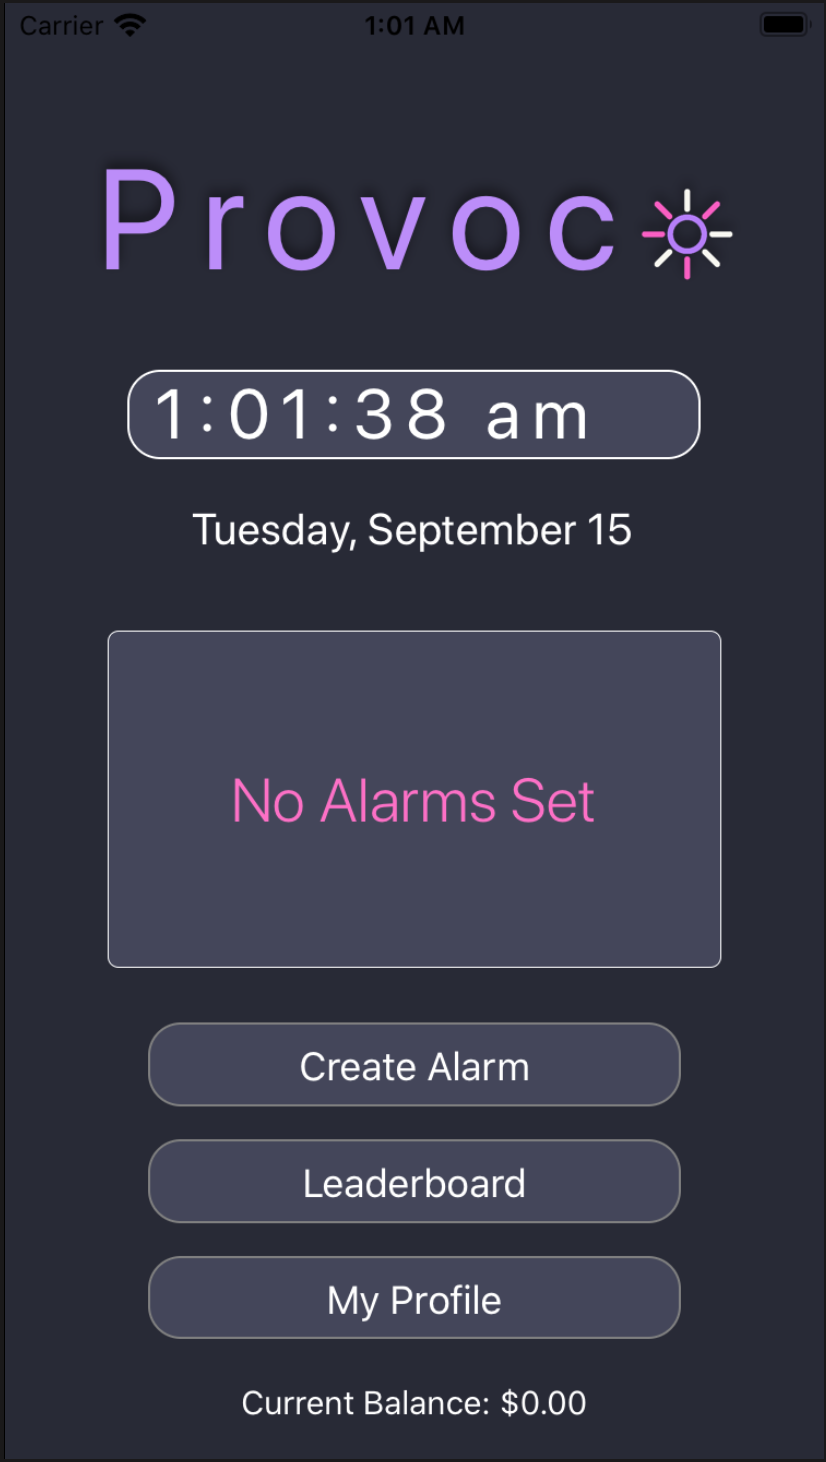 Carrier 1:01 AM
Provoc
1:01:38 am
Tuesday, September 15
No Alarms Set
Create Alarm
Leaderboard
My Profile
Current Balance: $0.00